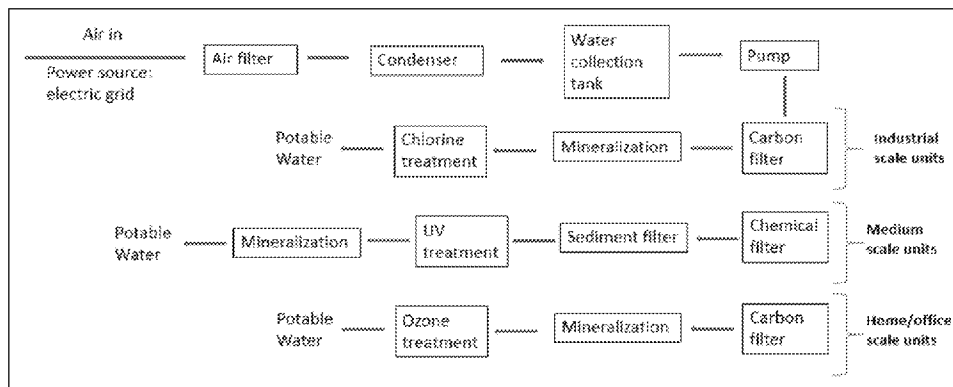 Air in
Power source:
electric grid
Air filter
Condenser
Water
collection
tank
Pump
Potable
Water
Chlorine
treatment
Mineralization
Carbon
filter
Industrial
scale units
Potable
Water
Mineralization
UV
treatment
Sediment filter
Chemical
filter
Medium
scale units
Potable
Water
Ozone
treatment
Mineralization
Carbon
filter
Home/office
scale units